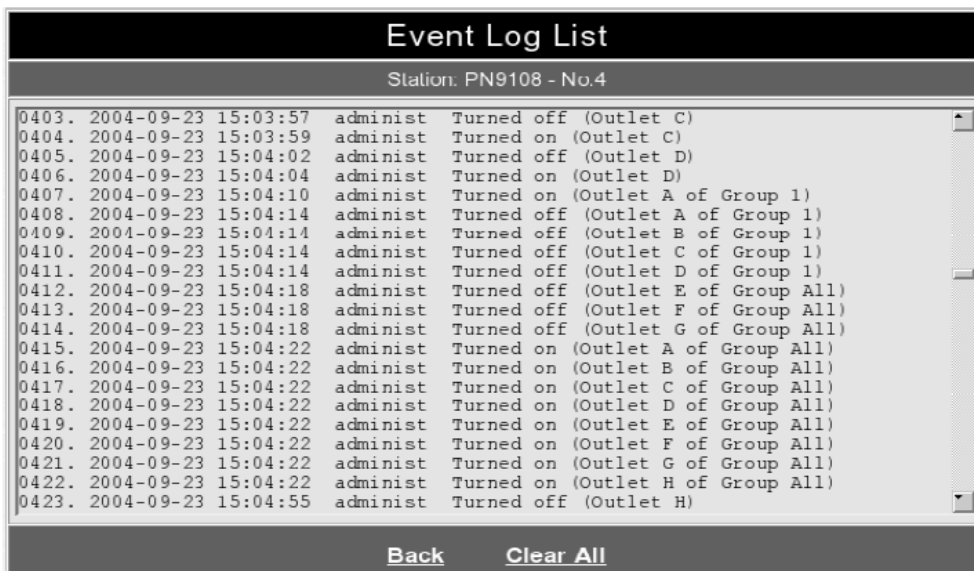 Event Log List
Station: PN9108 - No.4
0403. 2004-09-23 15:03:57 administ Turned off (Outlet C)
0404. 2004-09-23 15:03:59 administ Turned on (Outlet C)
0405. 2004-09-23 15:04:02 administ Turned off (Outlet D)
0406. 2004-09-23 15:04:04 administ Turned on (Outlet D)
0407. 2004-09-23 15:04:10 administ Turned on (Outlet A of Group 1)
0408. 2004-09-23 15:04:14 administ Turned off (Outlet A of Group 1)
0409. 2004-09-23 15:04:14 administ Turned off (Outlet B of Group 1)
0410. 2004-09-23 15:04:14 administ Turned off (Outlet C of Group 1)
0411. 2004-09-23 15:04:14 administ Turned off (Outlet D of Group 1)
0412. 2004-09-23 15:04:18 administ Turned off (Outlet E of Group All)
0413. 2004-09-23 15:04:18 administ Turned off (Outlet F of Group All)
0414. 2004-09-23 15:04:18 administ Turned off (Outlet G of Group All)
0415. 2004-09-23 15:04:22 administ Turned on (Outlet A of Group All)
0416. 2004-09-23 15:04:22 administ Turned on (Outlet B of Group All)
0417. 2004-09-23 15:04:22 administ Turned on (Outlet C of Group All)
0418. 2004-09-23 15:04:22 administ Turned on (Outlet D of Group All)
0419. 2004-09-23 15:04:22 administ Turned on (Outlet E of Group All)
0420. 2004-09-23 15:04:22 administ Turned on (Outlet F of Group All)
0421. 2004-09-23 15:04:22 administ Turned on (Outlet G of Group All)
0422. 2004-09-23 15:04:22 administ Turned on (Outlet H of Group All)
0423. 2004-09-23 15:04:55 administ Turned off (Outlet H)
Back Clear All